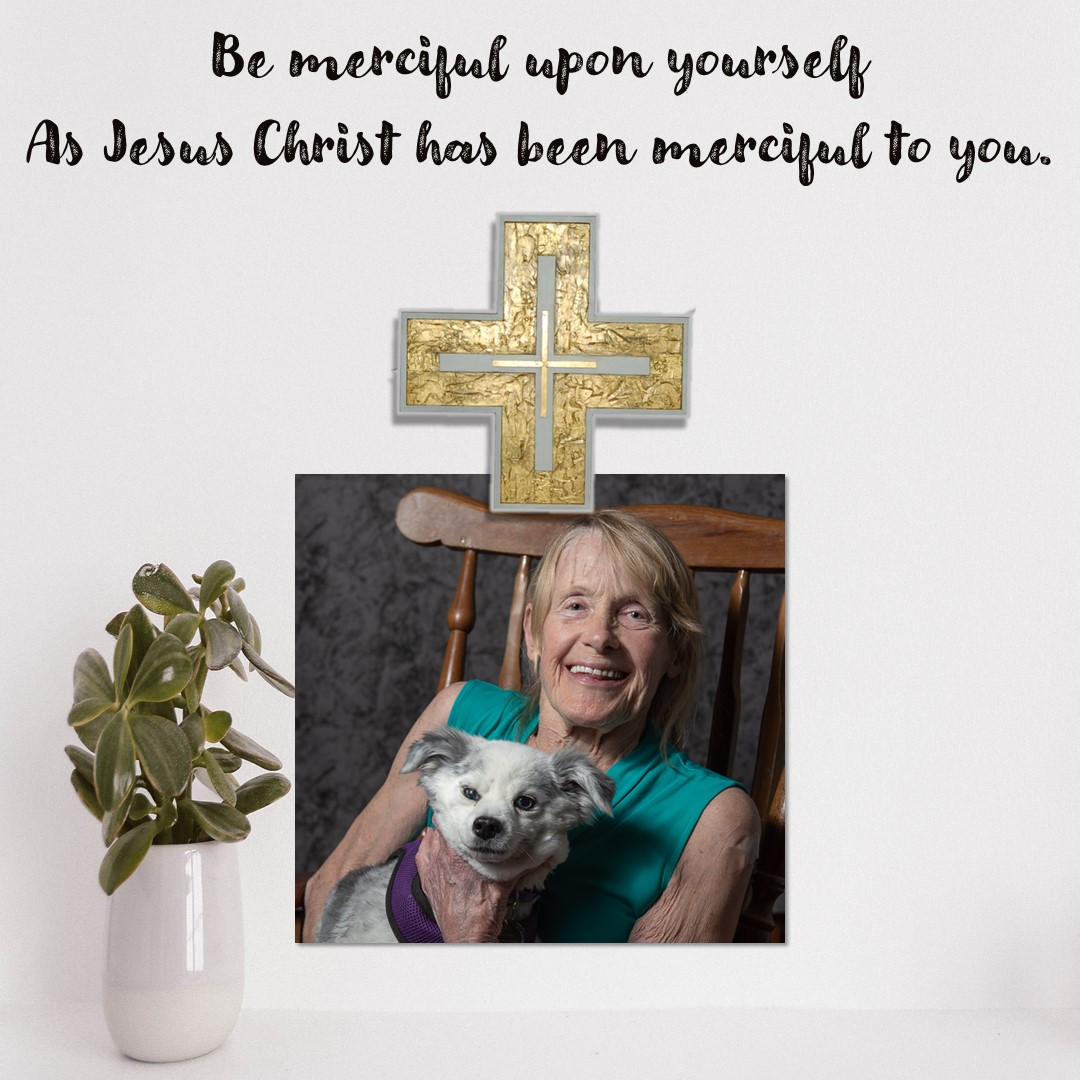 Be merciful upon yourself
As Jesus Christ has been merciful to you.